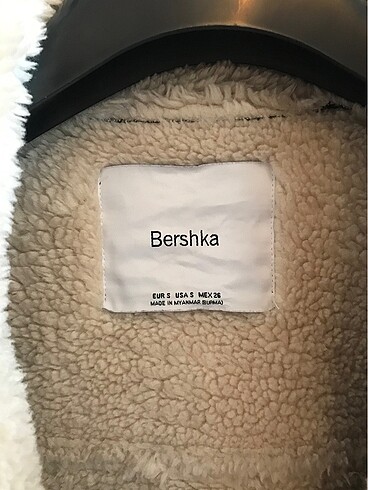 Bershka
EUR S USA S MEX 26
MADE IN MYANMAR (BURMA)